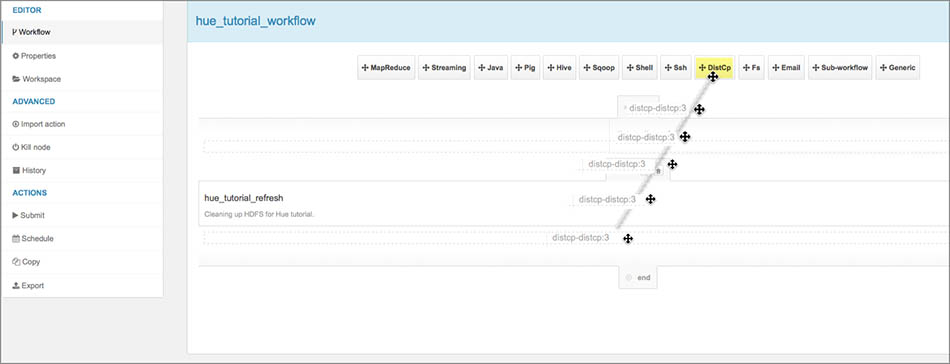 EDITOR
Workflow
Properties
Workspace
ADVANCED
Import action
Kill node
History
ACTIONS
Submit
Schedule
Copy
Export
hue_tutorial_workflow
MapReduce Streaming Java Pig Hive Sqoop Shell Ssh DistCp Fs Email Sub-workflow Generic
distcp-distcp:3
distcp-distcp:3
distcp-distcp:3
hue_tutorial_refresh
distcp-distcp:3
Cleaning up HDFS for Hue tutorial.
distcp-distcp:3
end